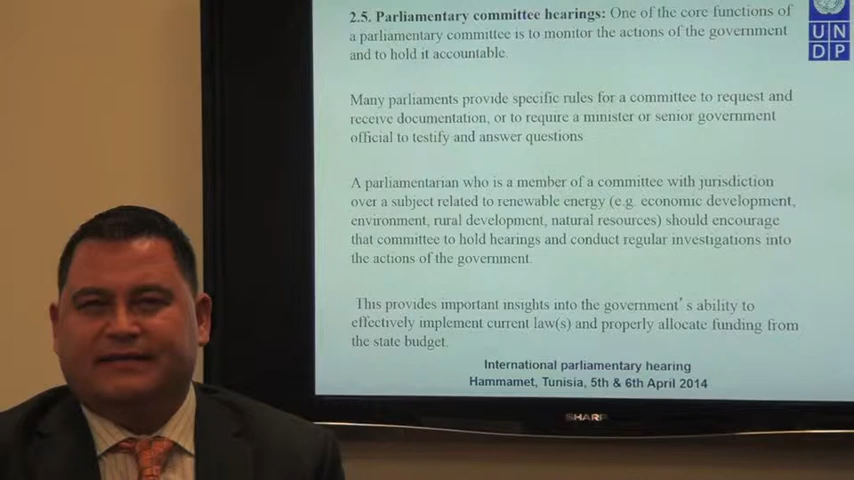 2.5. Parliamentary committee hearings: One of the core functions of
a parliamentary committee is to monitor the actions of the government
and to hold it accountable.
Many parliaments provide specific rules for a committee to request and
receive documentation, or to require a minister or senior government
official to testify and answer questions
A parliamentarian who is a member of a committee with jurisdiction
over a subject related to renewable energy (e.g. economic development,
environment, rural development, natural resources) should encourage
that committee to hold hearings and conduct regular investigations into
the actions of the government.
This provides important insights into the government's ability to
effectively implement current law(s) and properly allocate funding from
the state budget.
International parliamentary hearing
Hammamet, Tunisia, 5th & 6th April 2014
U N
D P
SHARP